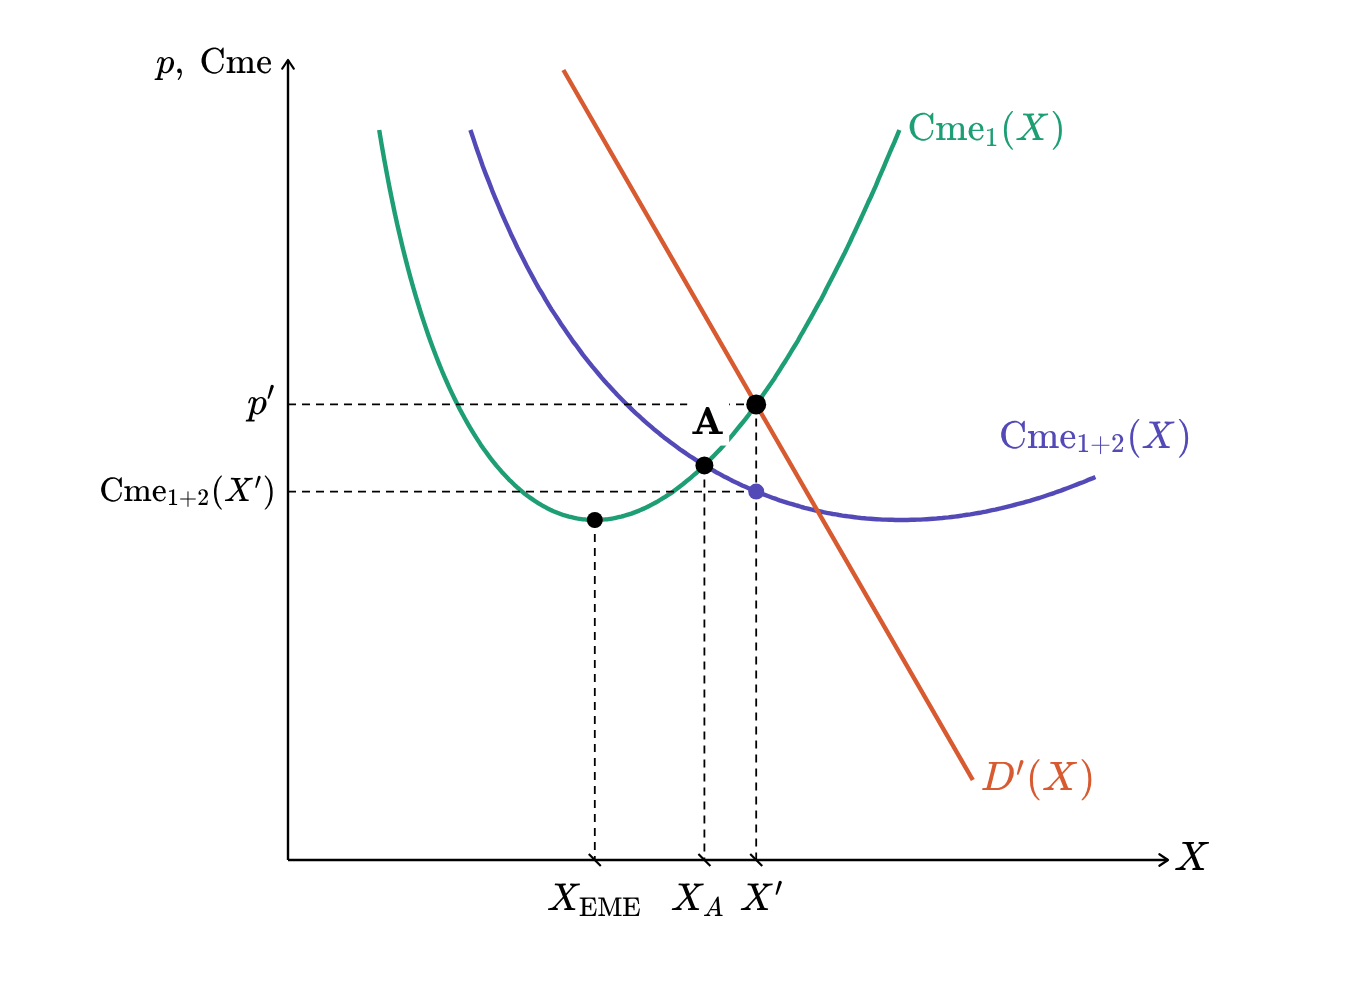 p, Cme
Cme₁(X)
p′
A
Cme₁₊₂(X)
Cme₁₊₂(X′)
D′(X)
X
X_EME X_A X′